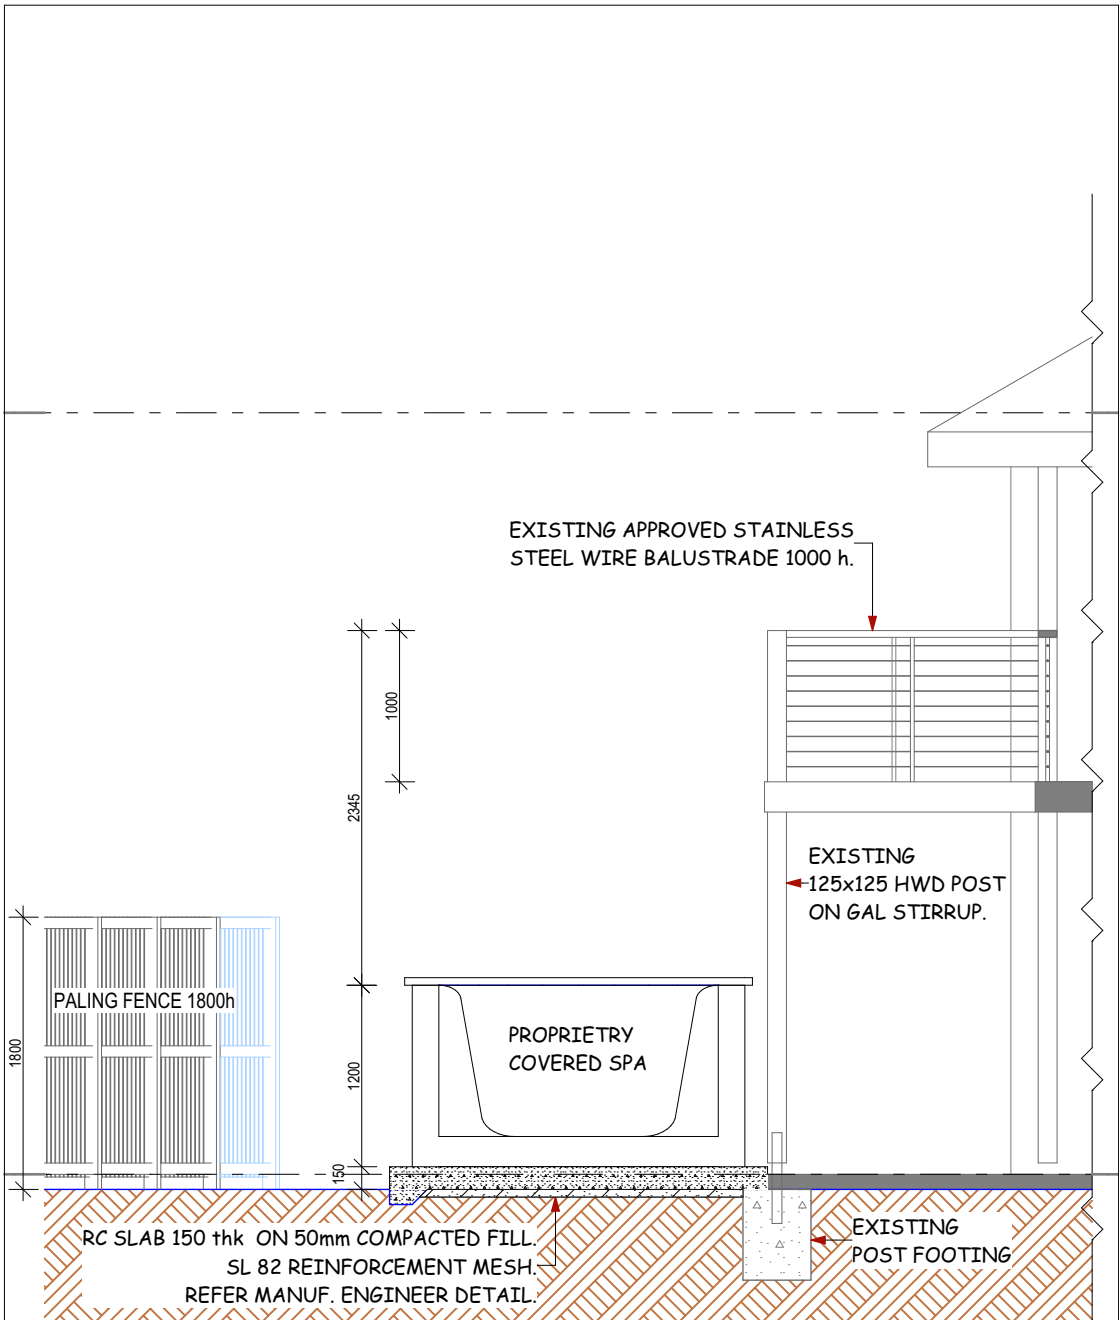 EXISTING APPROVED STAINLESS
STEEL WIRE BALUSTRADE 1000 h.
1000
2345
EXISTING
125x125 HWD POST
ON GAL STIRRUP.
PALING FENCE 1800h
1800
PROPRIETRY
COVERED SPA
1200
150
RC SLAB 150 thk ON 50mm COMPACTED FILL.
SL 82 REINFORCEMENT MESH.
REFER MANUF. ENGINEER DETAIL.
EXISTING
POST FOOTING